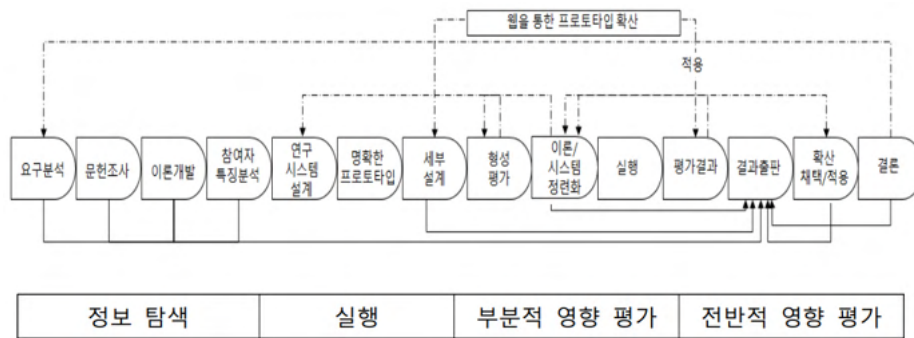 웹을 통한 프로토타입 확산
적용
요구분석
문헌조사
이론개발
참여자
특징분석
연구
시스템
설계
명확한
프로토타입
세부
설계
형성
평가
이론/
시스템
정련화
실행
평가결과
결과출판
확산
채택/적용
결론
정보 탐색
실행
부분적 영향 평가
전반적 영향 평가